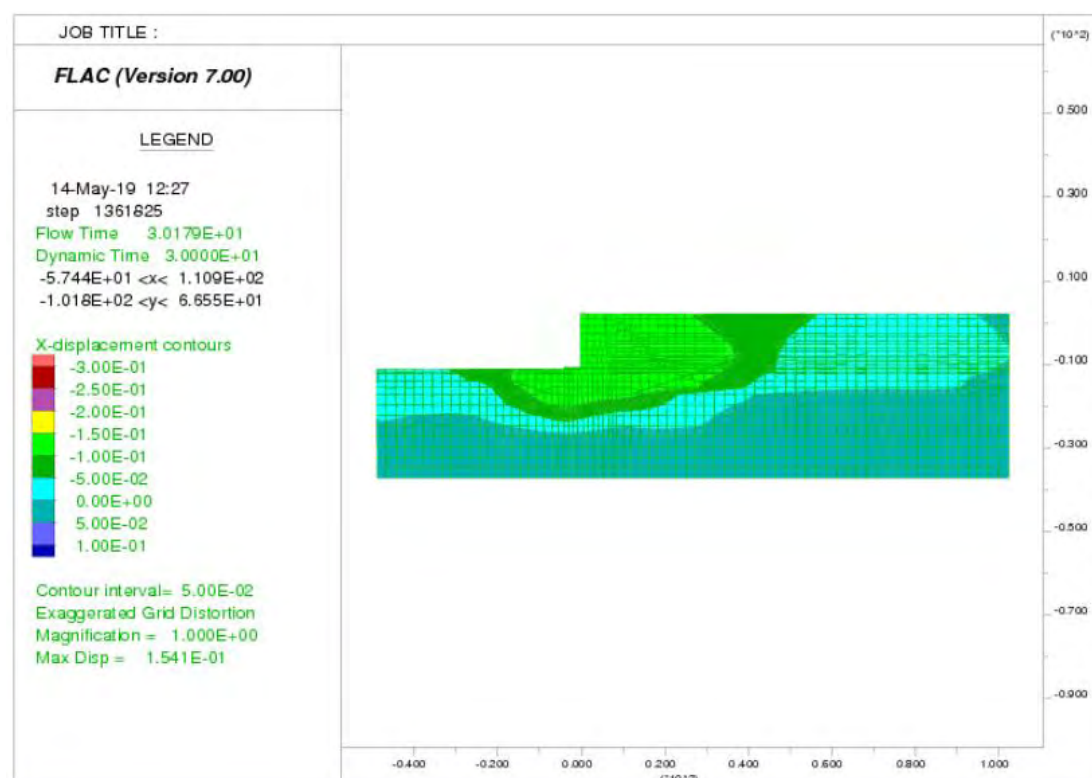 JOB TITLE :
FLAC (Version 7.00)
LEGEND
14-May-19 12:27
step 1361825
Flow Time 3.0179E+01
Dynamic Time 3.0000E+01
-5.744E+01 <x< 1.109E+02
-1.018E+02 <y< 6.655E+01
X-displacement contours
-3.00E-01
-2.50E-01
-2.00E-01
-1.50E-01
-1.00E-01
-5.00E-02
0.00E+00
5.00E-02
1.00E-01
Contour interval= 5.00E-02
Exaggerated Grid Distortion
Magnification = 1.000E+00
Max Disp = 1.541E-01
(*10^2)
0.500
0.300
0.100
-0.100
-0.300
-0.500
-0.700
-0.900
-0.400 -0.200 0.000 0.200 0.400 0.600 0.800 1.000